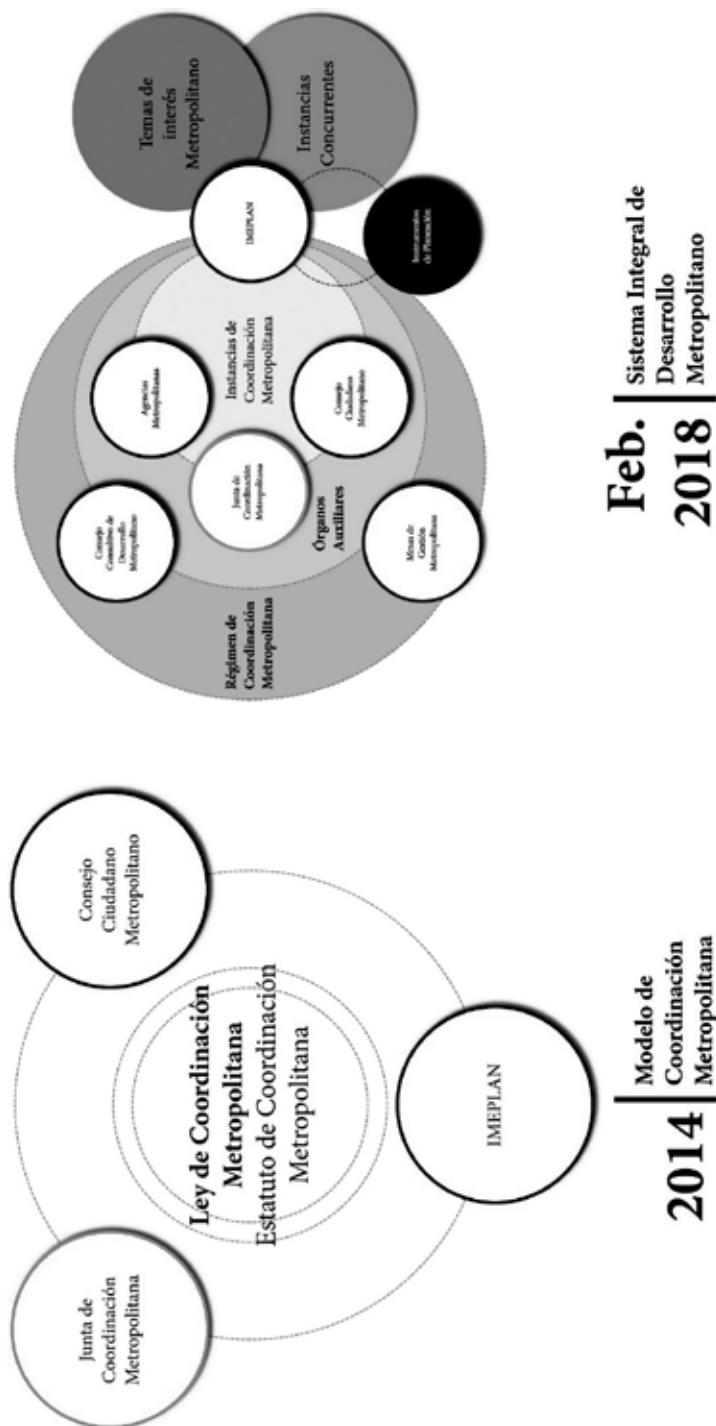 Junta de
Coordinación
Metropolitana
Consejo
Ciudadano
Metropolitano
Ley de Coordinación
Metropolitana
Estatuto de Coordinación
Metropolitana
IMEPLAN
2014
Modelo de
Coordinación
Metropolitana
Temas de
interés
Metropolitano
Instancias
Concurrentes
IMEPLAN
Instrumentos
de Planeación
Agencias
Metropolitanas
Instancias de
Coordinación
Metropolitana
Consejo
Ciudadano
Metropolitano
Junta de
Coordinación
Metropolitana
Consejo
Consultivo de
Desarrollo
Metropolitano
Órganos
Auxiliares
Mesas de
Gestión
Metropolitana
Régimen de
Coordinación
Metropolitana
Feb.
2018
Sistema Integral de
Desarrollo
Metropolitano